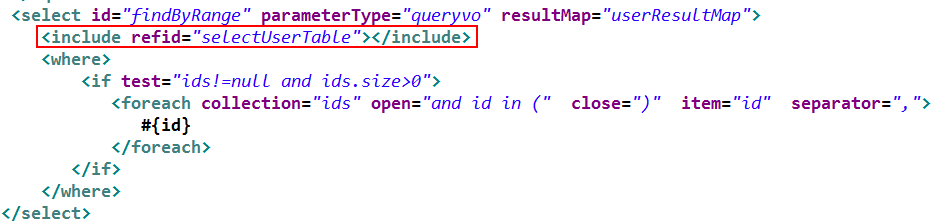 <select id="findByRange" parameterType="queryvo" resultMap="userResultMap">
<include refid="selectUserTable"></include>
<where>
<if test="ids!=null and ids.size>0">
<foreach collection="ids" open="and id in (" close=")" item="id" separator=",">
#{id}
</foreach>
</if>
</where>
</select>